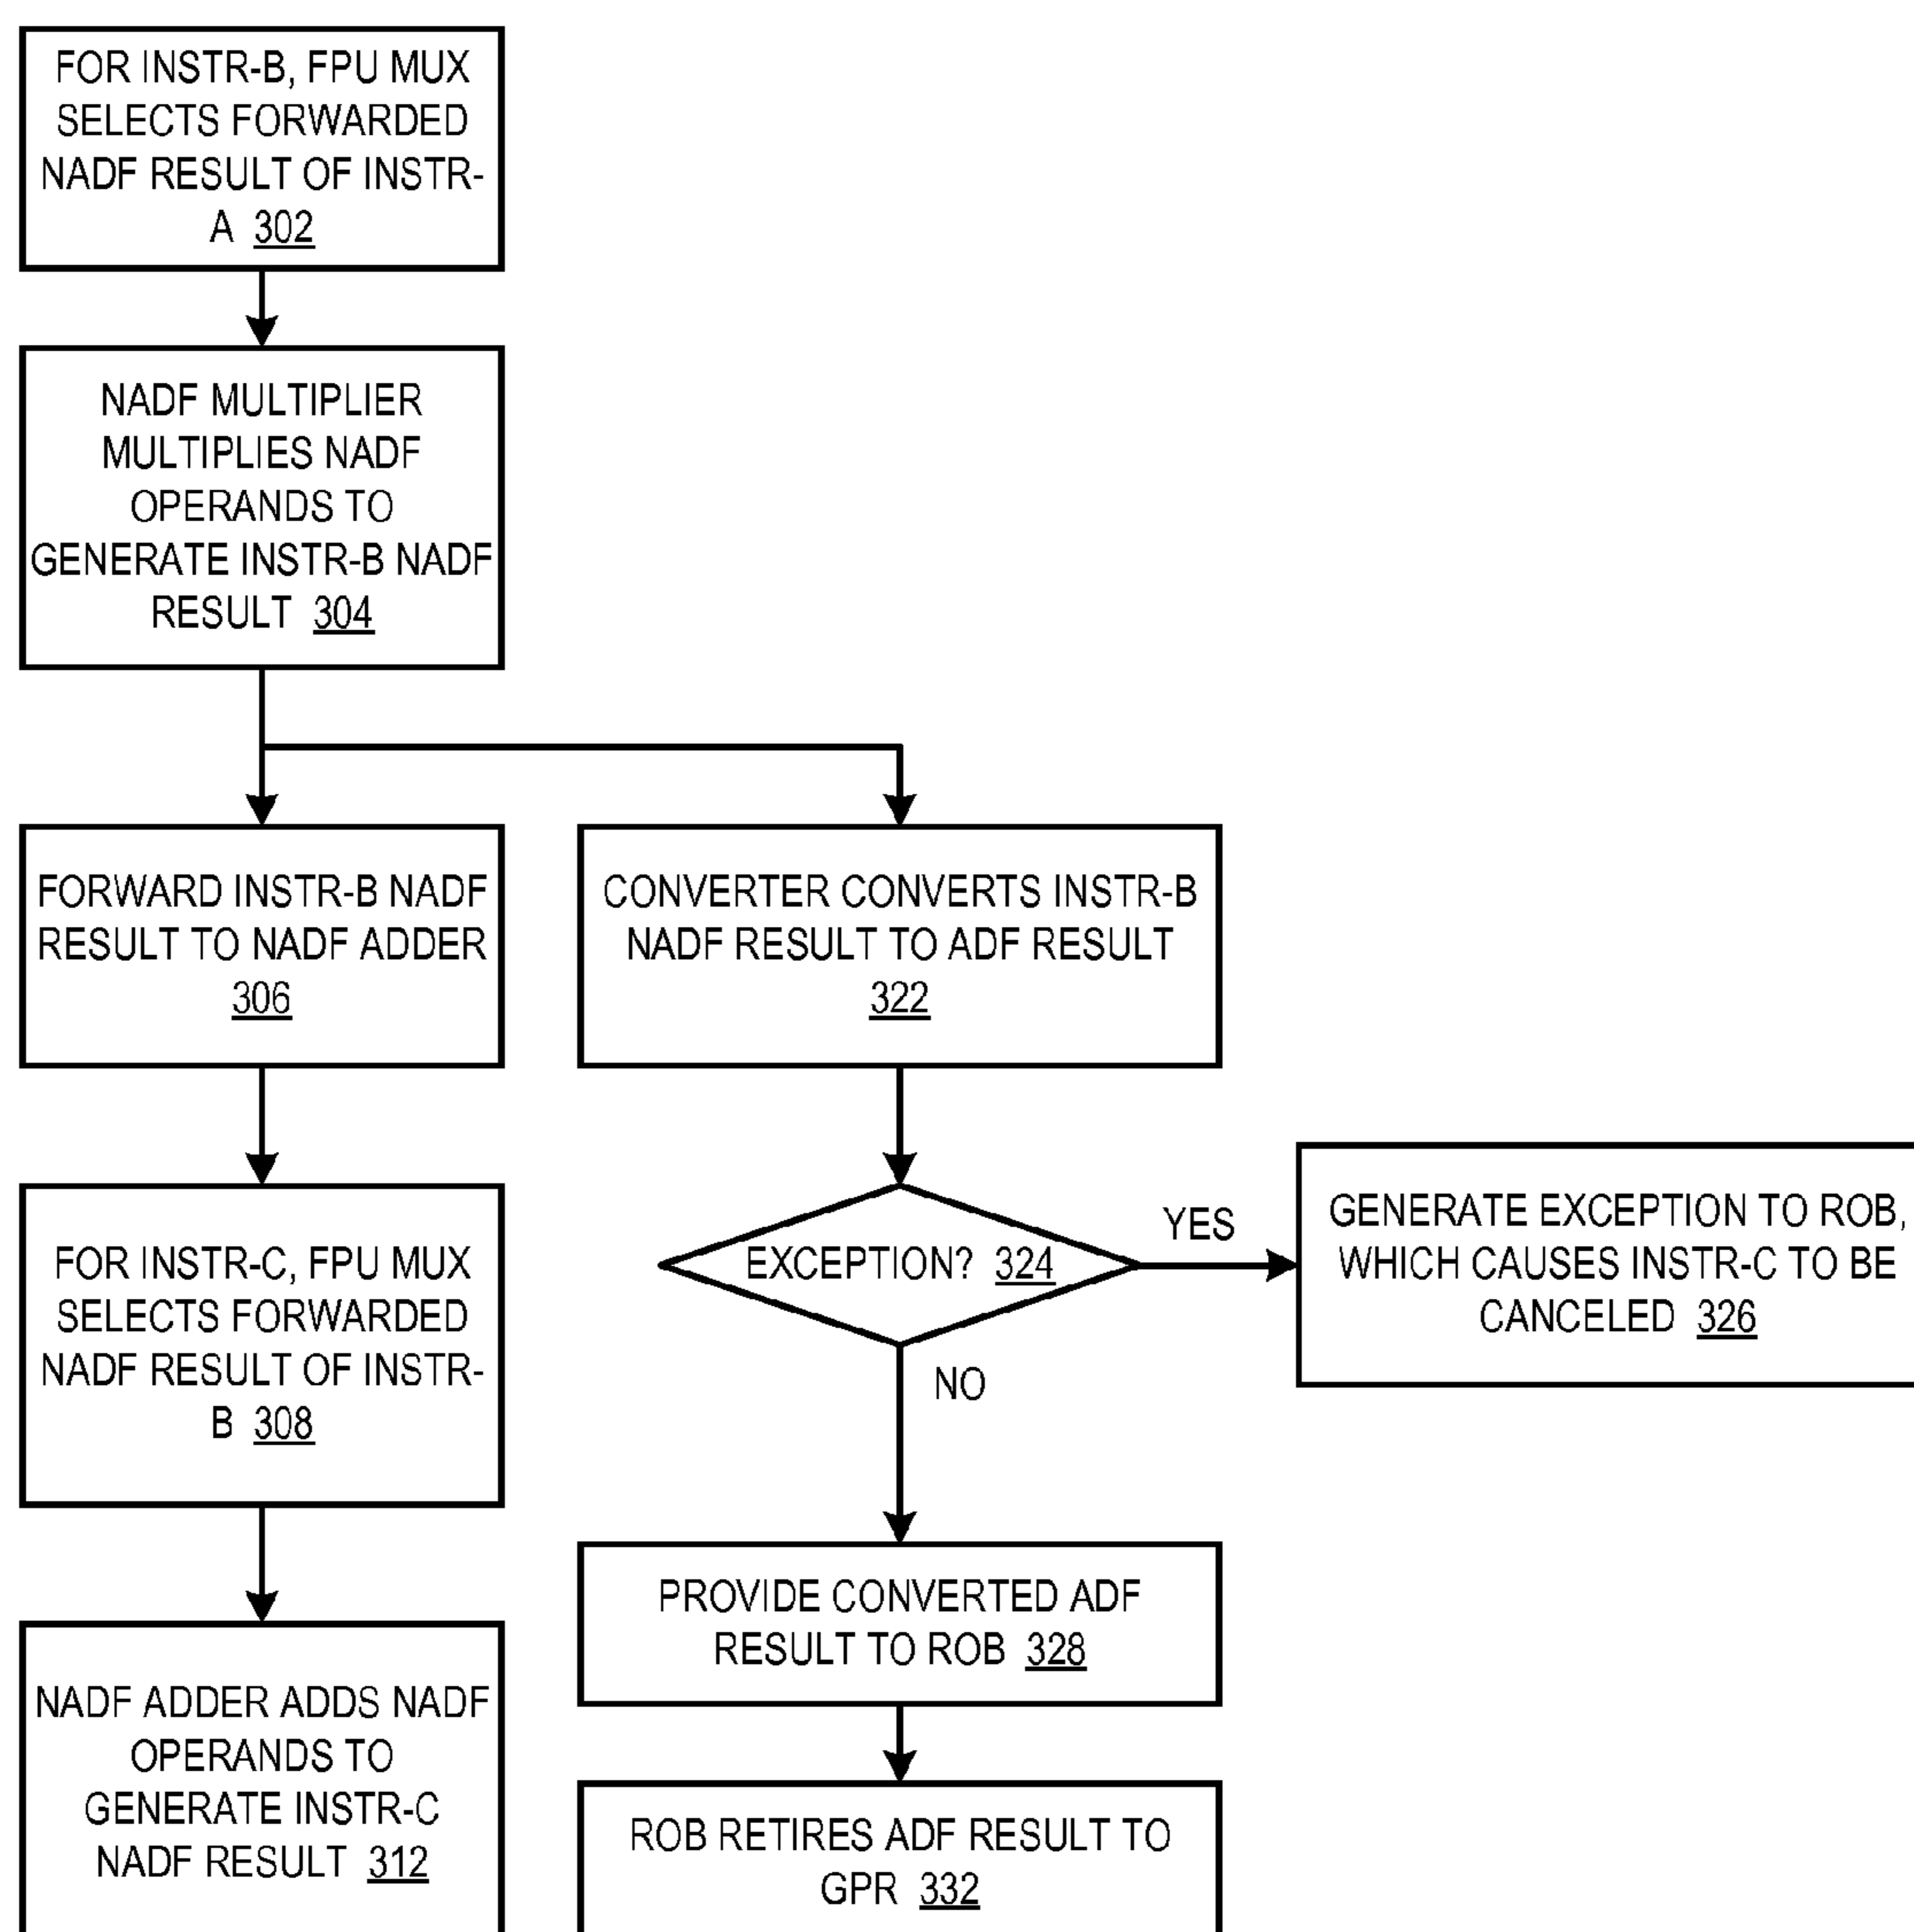 FOR INSTR-B, FPU MUX
SELECTS FORWARDED
NADF RESULT OF INSTR-
A 302
NADF MULTIPLIER
MULTIPLIES NADF
OPERANDS TO
GENERATE INSTR-B NADF
RESULT 304
FORWARD INSTR-B NADF
RESULT TO NADF ADDER
306
CONVERTER CONVERTS INSTR-B
NADF RESULT TO ADF RESULT
322
FOR INSTR-C, FPU MUX
SELECTS FORWARDED
NADF RESULT OF INSTR-
B 308
EXCEPTION? 324
YES
GENERATE EXCEPTION TO ROB,
WHICH CAUSES INSTR-C TO BE
CANCELED 326
NO
PROVIDE CONVERTED ADF
RESULT TO ROB 328
NADF ADDER ADDS NADF
OPERANDS TO
GENERATE INSTR-C
NADF RESULT 312
ROB RETIRES ADF RESULT TO
GPR 332